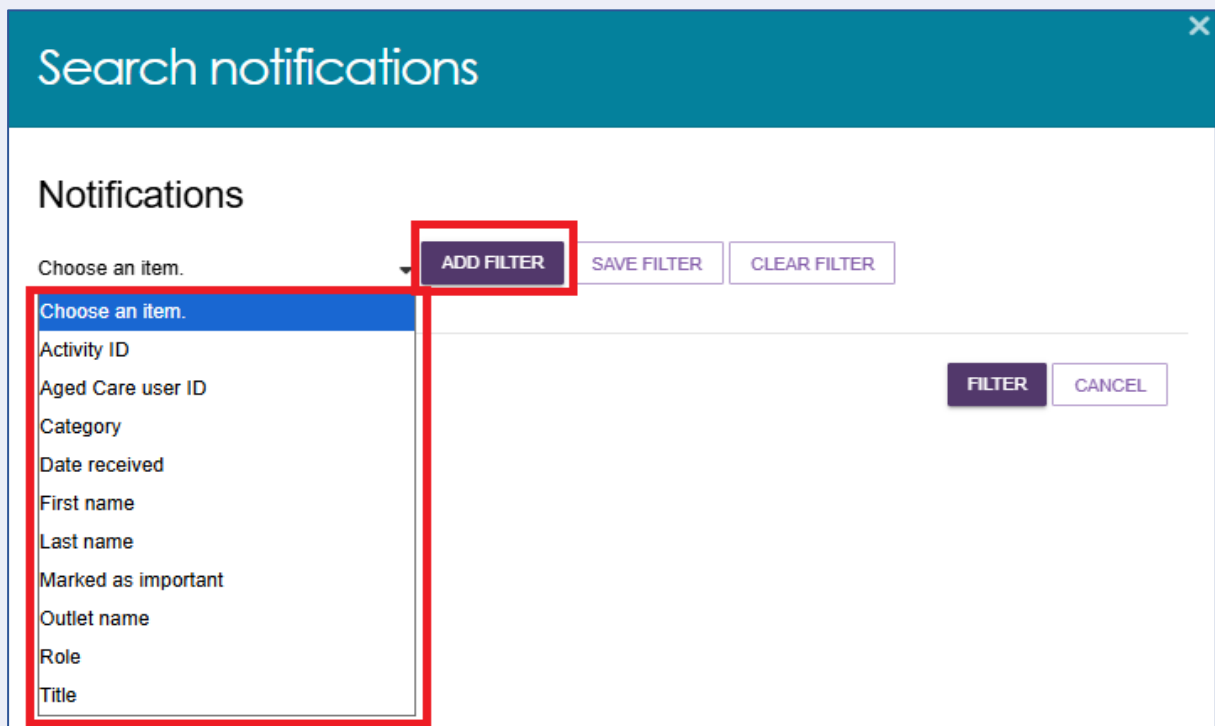 Search notifications
Notifications
Choose an item. ADD FILTER SAVE FILTER CLEAR FILTER
Choose an item.
Activity ID
Aged Care user ID
FILTER CANCEL
Category
Date received
First name
Last name
Marked as important
Outlet name
Role
Title